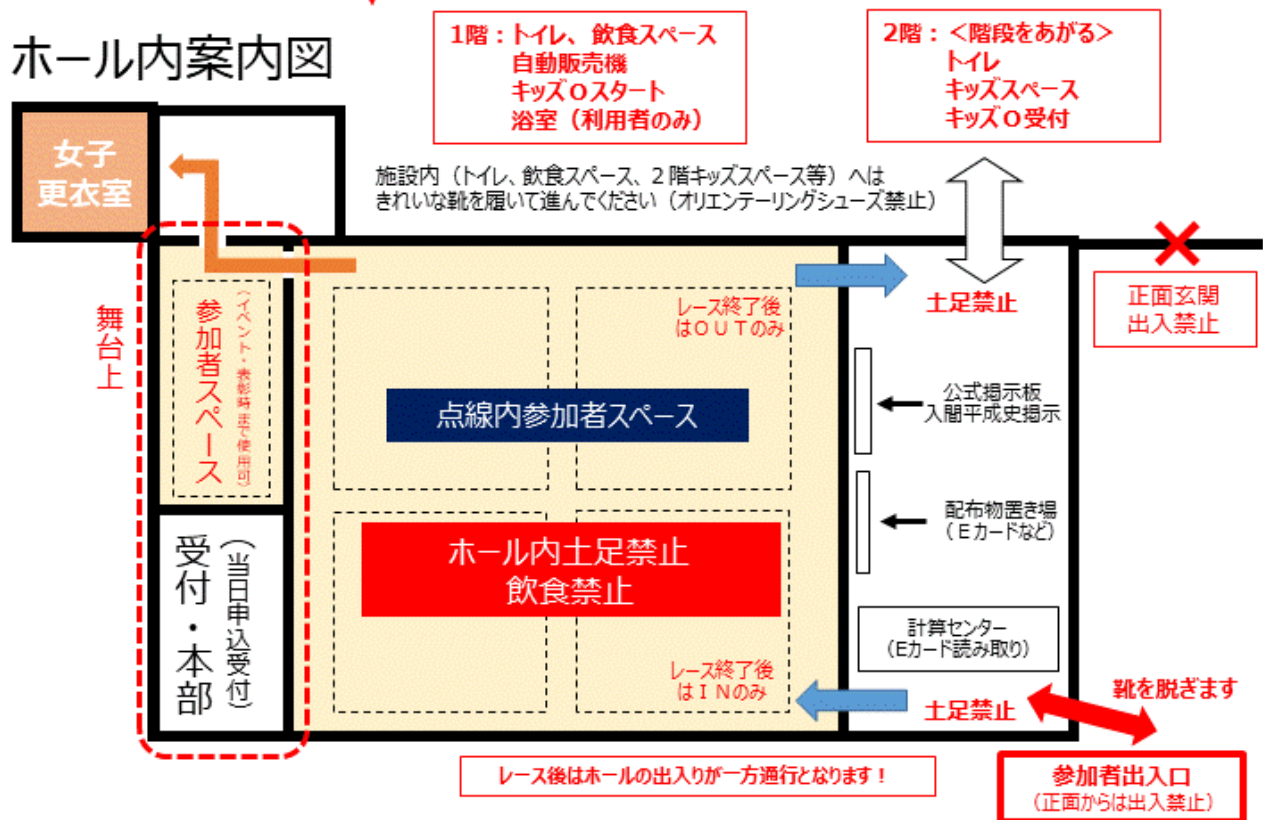 ホール内案内図
1階：トイレ、飲食スペース
自動販売機
キッズOスタート
浴室（利用者のみ）
2階：＜階段をあがる＞
トイレ
キッズスペース
キッズO受付
女子
更衣室
施設内（トイレ、飲食スペース、2階キッズスペース等）へは
きれいな靴を履いて進んでください（オリエンテーリングシューズ禁止）
舞台上
参加者スペース
（イベント・表彰時まで使用可）
レース終了後
はOUTのみ
土足禁止
正面玄関
出入禁止
点線内参加者スペース
公式掲示板
入間平成史掲示
ホール内土足禁止
飲食禁止
配布物置き場
（Eカードなど）
受付・本部
（当日申込受付）
計算センター
（Eカード読み取り）
レース終了後
はINのみ
土足禁止
靴を脱ぎます
レース後はホールの出入りが一方通行となります！
参加者出入口
（正面からは出入禁止）